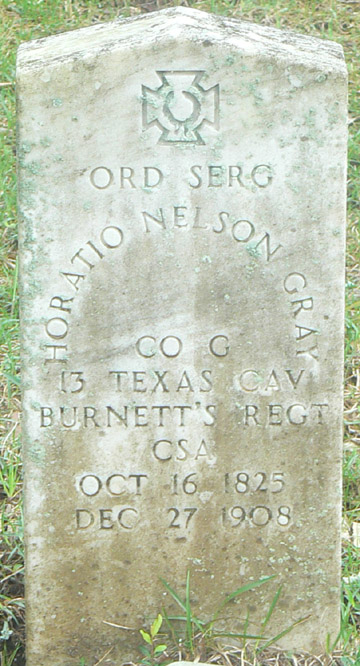 ORD SERG
HORATIO NELSON GRAY
CO G
13 TEXAS CAV
BURNETT'S REGT
CSA
OCT 16 1825
DEC 27 1908